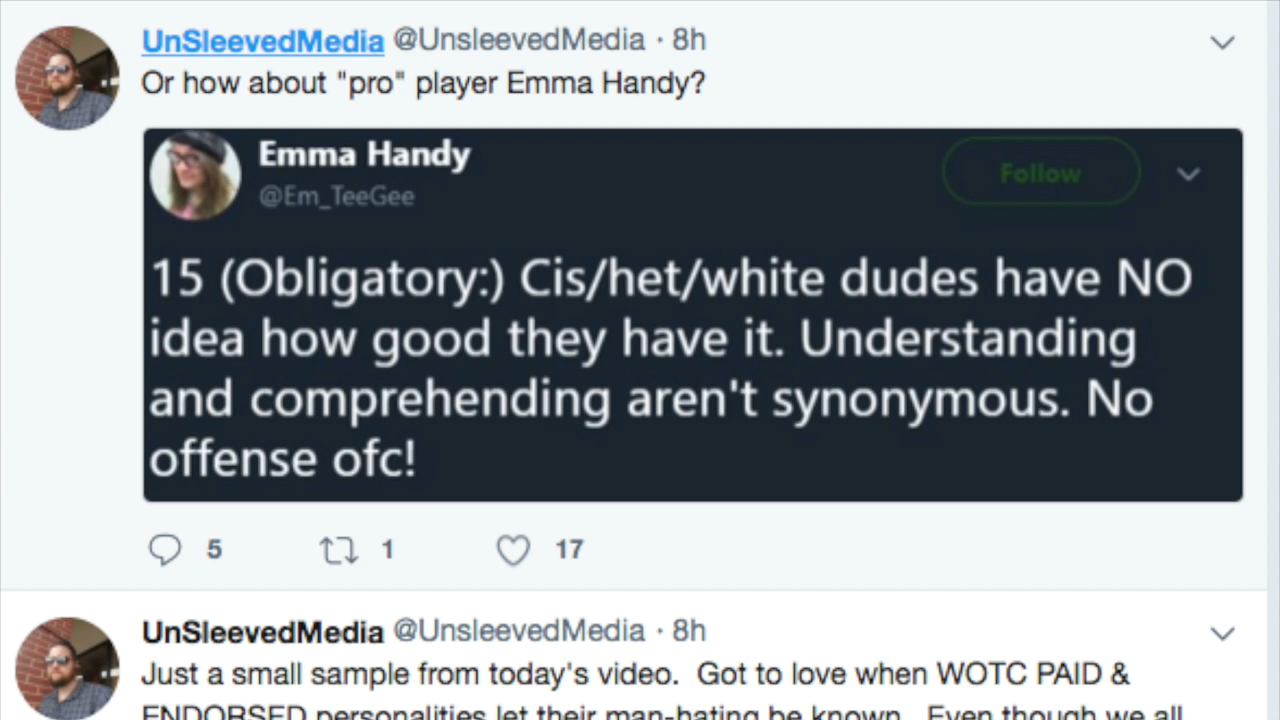 UnSleevedMedia @UnsleevedMedia · 8h
Or how about "pro" player Emma Handy?
Emma Handy
@Em_TeeGee
Follow
15 (Obligatory:) Cis/het/white dudes have NO
idea how good they have it. Understanding
and comprehending aren't synonymous. No
offense ofc!
5 1 17
UnSleevedMedia @UnsleevedMedia · 8h
Just a small sample from today's video. Got to love when WOTC PAID &
ENDORSED personalities let their man-hating be known. Even though we all